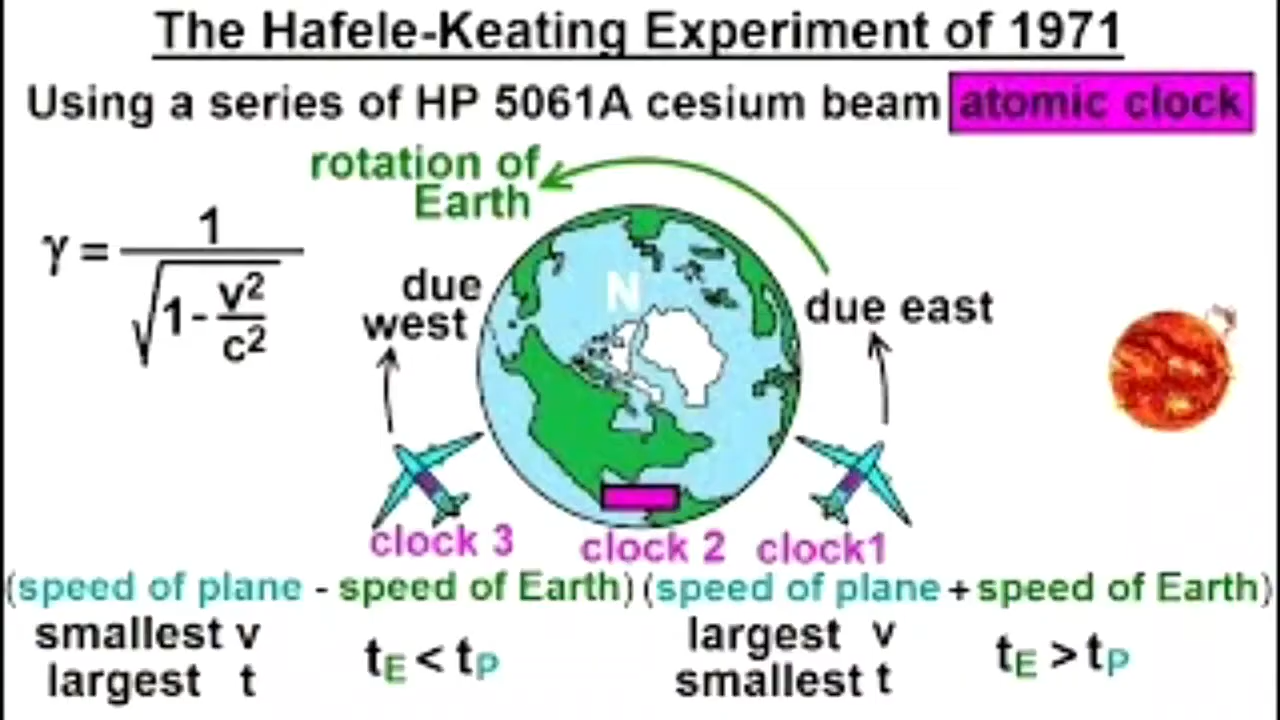 The Hafele-Keating Experiment of 1971
Using a series of HP 5061A cesium beam atomic clock
rotation of
Earth
γ = 1 / √1 - v² / c²
due
west
N
due east
clock 3
clock 2
clock1
(speed of plane - speed of Earth) (speed of plane + speed of Earth)
smallest v
largest t
tE < tP
largest v
smallest t
tE > tP